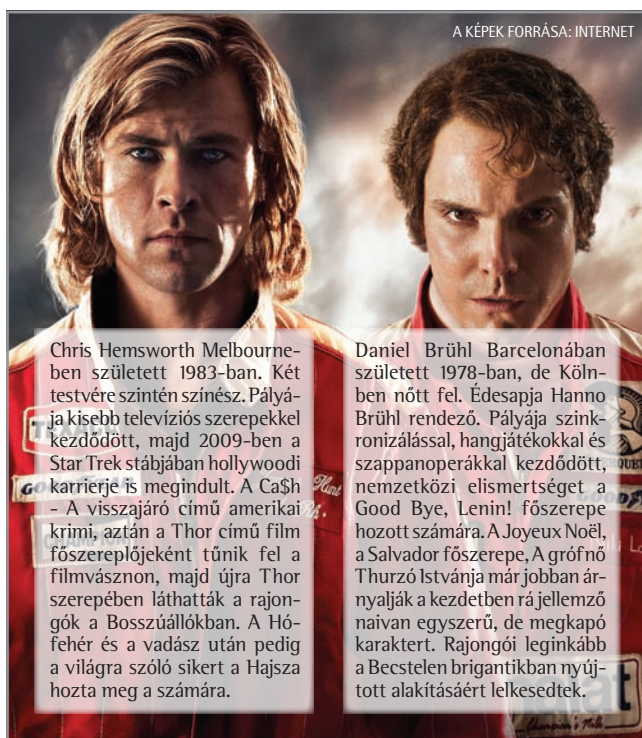 A KÉPEK FORRÁSA: INTERNET
Chris Hemsworth Melbourne-
ben született 1983-ban. Két
testvére szintén színész. Pályá-
ja kisebb televíziós szerepekkel
kezdődött, majd 2009-ben a
Star Trek stábjában hollywoodi
karrierje is megindult. A Ca$h
- A visszajáró című amerikai
krimi, aztán a Thor című film
főszereplőjeként tűnik fel a
filmvásznon, majd újra Thor
szerepében láthatták a rajon-
gók a Bosszúállókban. A Hó-
fehér és a vadász után pedig
a világra szóló sikert a Hajsza
hozta meg a számára.
Daniel Brühl Barcelonában
született 1978-ban, de Köln-
ben nőtt fel. Édesapja Hanno
Brühl rendező. Pályája szink-
ronizálással, hangjátékokkal és
szappanoperákkal kezdődött,
nemzetközi elismertséget a
Good Bye, Lenin! főszerepe
hozott számára. A Joyeux Noël,
a Salvador főszerepe, A grófnő
Thurzó Istvánja már jobban ár-
nyalják a kezdetben rá jellemző
naivan egyszerű, de megkapó
karaktert. Rajongói leginkább
a Becstelen brigantikban nyúj-
tott alakításáért lelkesedtek.
CHAMPION
Hunt